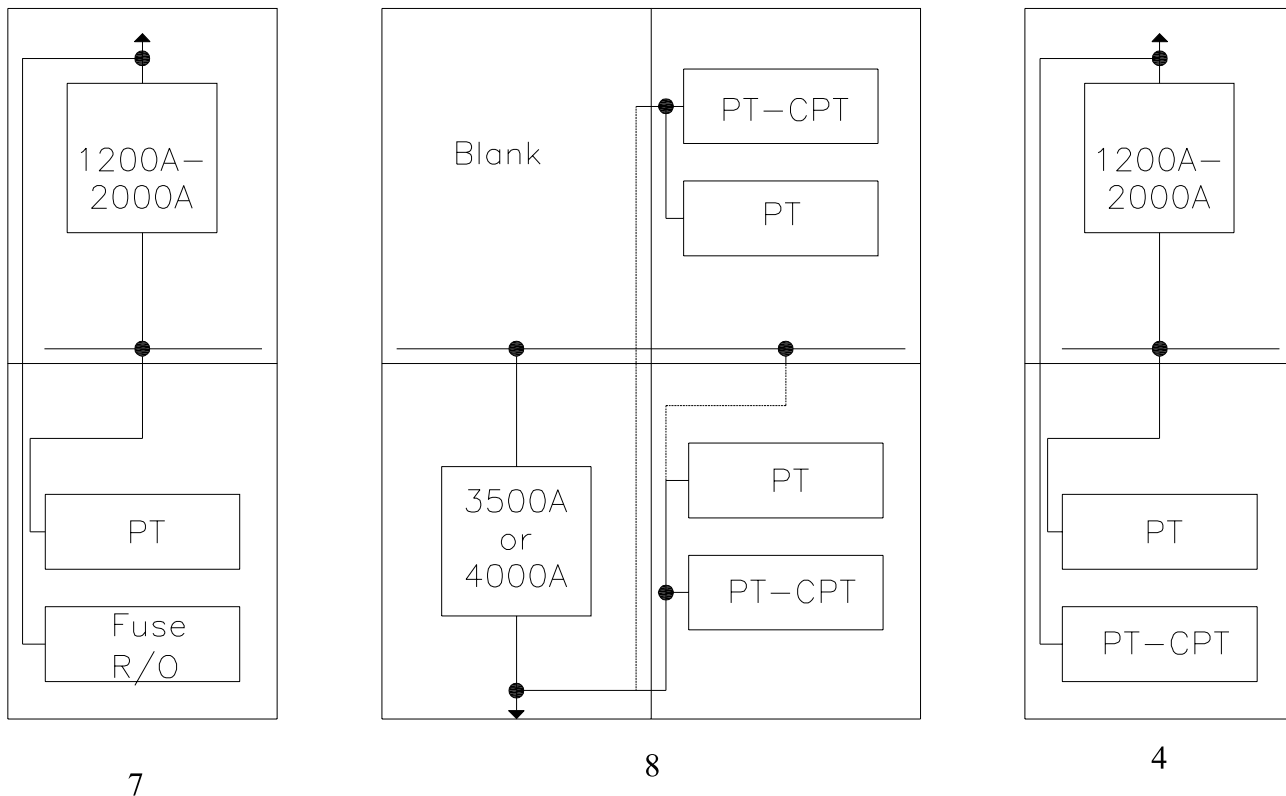 1200A-
2000A
PT
Fuse
R/O
7
Blank
PT-CPT
PT
3500A
or
4000A
PT
PT-CPT
8
1200A-
2000A
PT
PT-CPT
4